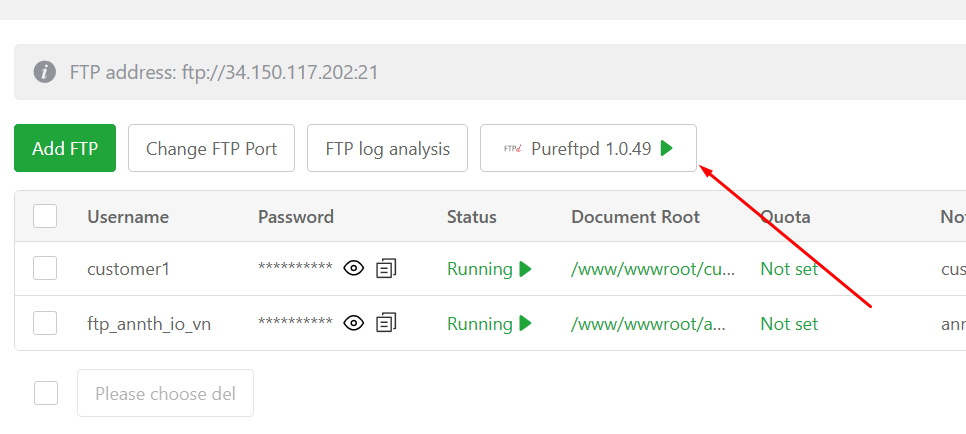 FTP address: ftp://34.150.117.202:21
Add FTP Change FTP Port FTP log analysis FTPd Pureftpd 1.0.49
Username Password Status Document Root Quota No
customer1 ********** Running /www/wwwroot/cu... Not set cus
ftp_annth_io_vn ********** Running /www/wwwroot/a... Not set anr
Please choose del